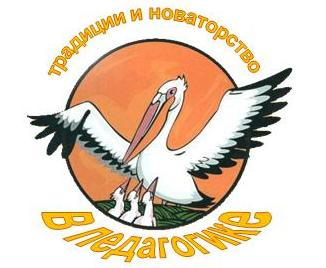 традиции и новаторство
в педагогике